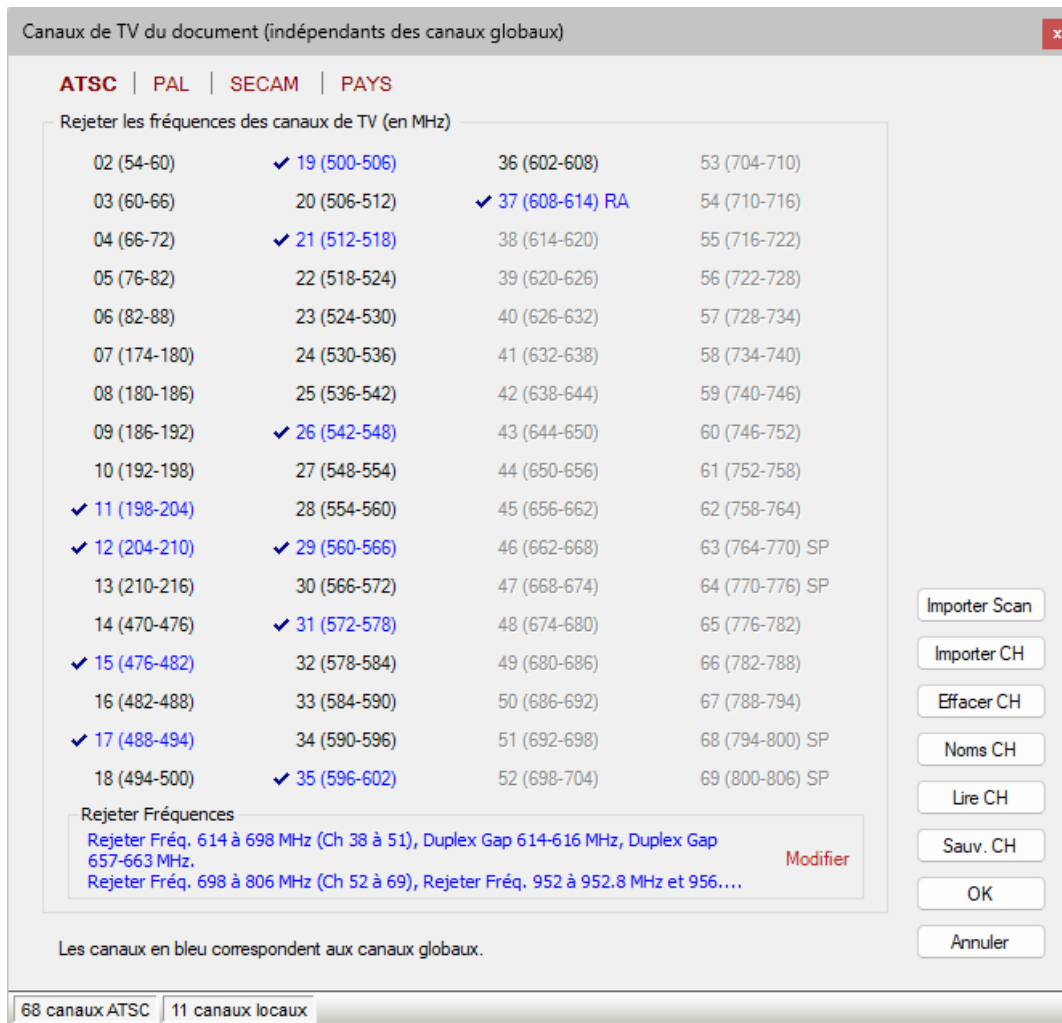 Canaux de TV du document (indépendants des canaux globaux)
x
ATSC | PAL | SECAM | PAYS
Rejeter les fréquences des canaux de TV (en MHz)
02 (54-60)
03 (60-66)
04 (66-72)
05 (76-82)
06 (82-88)
07 (174-180)
08 (180-186)
09 (186-192)
10 (192-198)
✓ 11 (198-204)
✓ 12 (204-210)
13 (210-216)
14 (470-476)
✓ 15 (476-482)
16 (482-488)
✓ 17 (488-494)
18 (494-500)
✓ 19 (500-506)
20 (506-512)
✓ 21 (512-518)
22 (518-524)
23 (524-530)
24 (530-536)
25 (536-542)
✓ 26 (542-548)
27 (548-554)
28 (554-560)
✓ 29 (560-566)
30 (566-572)
✓ 31 (572-578)
32 (578-584)
33 (584-590)
34 (590-596)
✓ 35 (596-602)
36 (602-608)
✓ 37 (608-614) RA
38 (614-620)
39 (620-626)
40 (626-632)
41 (632-638)
42 (638-644)
43 (644-650)
44 (650-656)
45 (656-662)
46 (662-668)
47 (668-674)
48 (674-680)
49 (680-686)
50 (686-692)
51 (692-698)
52 (698-704)
53 (704-710)
54 (710-716)
55 (716-722)
56 (722-728)
57 (728-734)
58 (734-740)
59 (740-746)
60 (746-752)
61 (752-758)
62 (758-764)
63 (764-770) SP
64 (770-776) SP
65 (776-782)
66 (782-788)
67 (788-794)
68 (794-800) SP
69 (800-806) SP
Rejeter Fréquences
Rejeter Fréq. 614 à 698 MHz (Ch 38 à 51), Duplex Gap 614-616 MHz, Duplex Gap
657-663 MHz.
Rejeter Fréq. 698 à 806 MHz (Ch 52 à 69), Rejeter Fréq. 952 à 952.8 MHz et 956....
Modifier
Importer Scan
Importer CH
Effacer CH
Noms CH
Lire CH
Sauv. CH
OK
Annuler
Les canaux en bleu correspondent aux canaux globaux.
68 canaux ATSC
11 canaux locaux